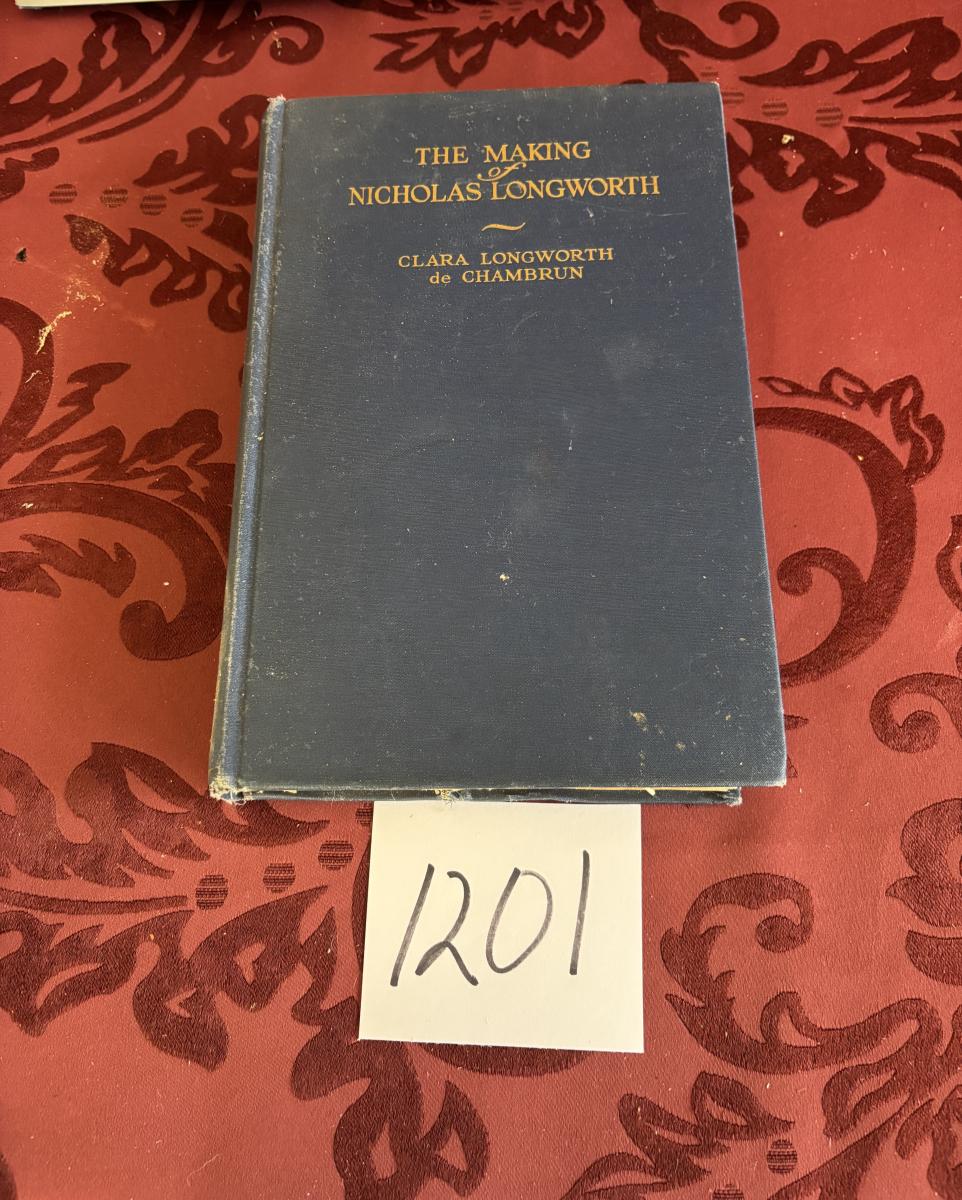 THE MAKING
of
NICHOLAS LONGWORTH
~
CLARA LONGWORTH
de CHAMBRUN
1201